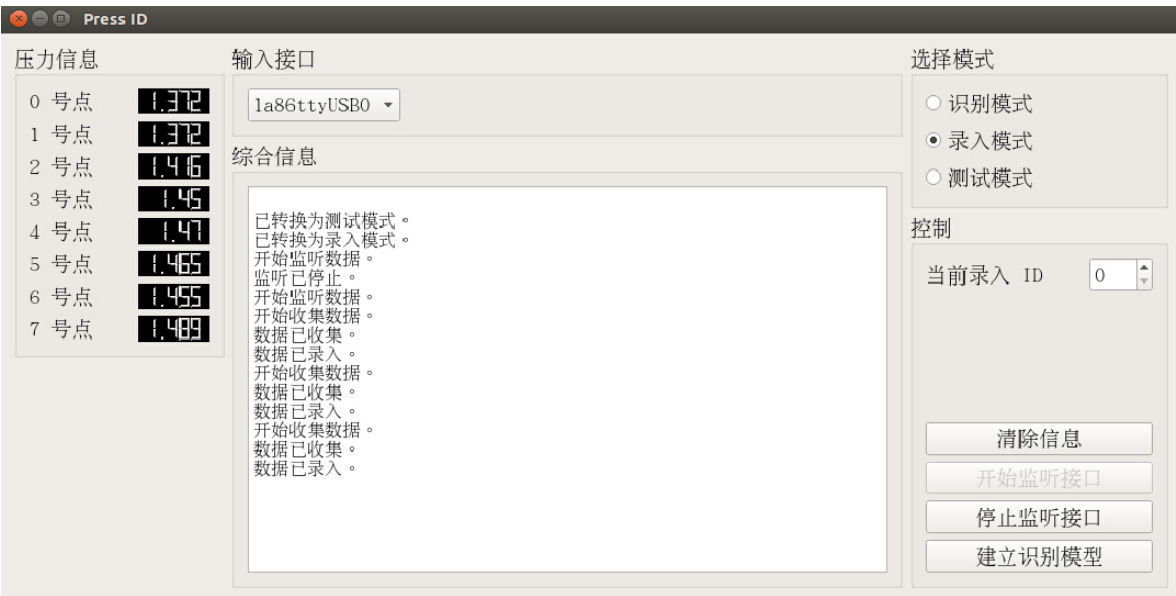 Press ID
压力信息
0 号点 1.372
1 号点 1.372
2 号点 1.416
3 号点 1.45
4 号点 1.47
5 号点 1.465
6 号点 1.455
7 号点 1.489
输入接口
1a86ttyUSB0
综合信息
已转换为测试模式。
已转换为录入模式。
开始监听数据。
监听已停止。
开始监听数据。
开始收集数据。
数据已收集。
数据已录入。
开始收集数据。
数据已收集。
数据已录入。
开始收集数据。
数据已收集。
数据已录入。
选择模式
识别模式
录入模式
测试模式
控制
当前录入 ID 0
清除信息
开始监听接口
停止监听接口
建立识别模型